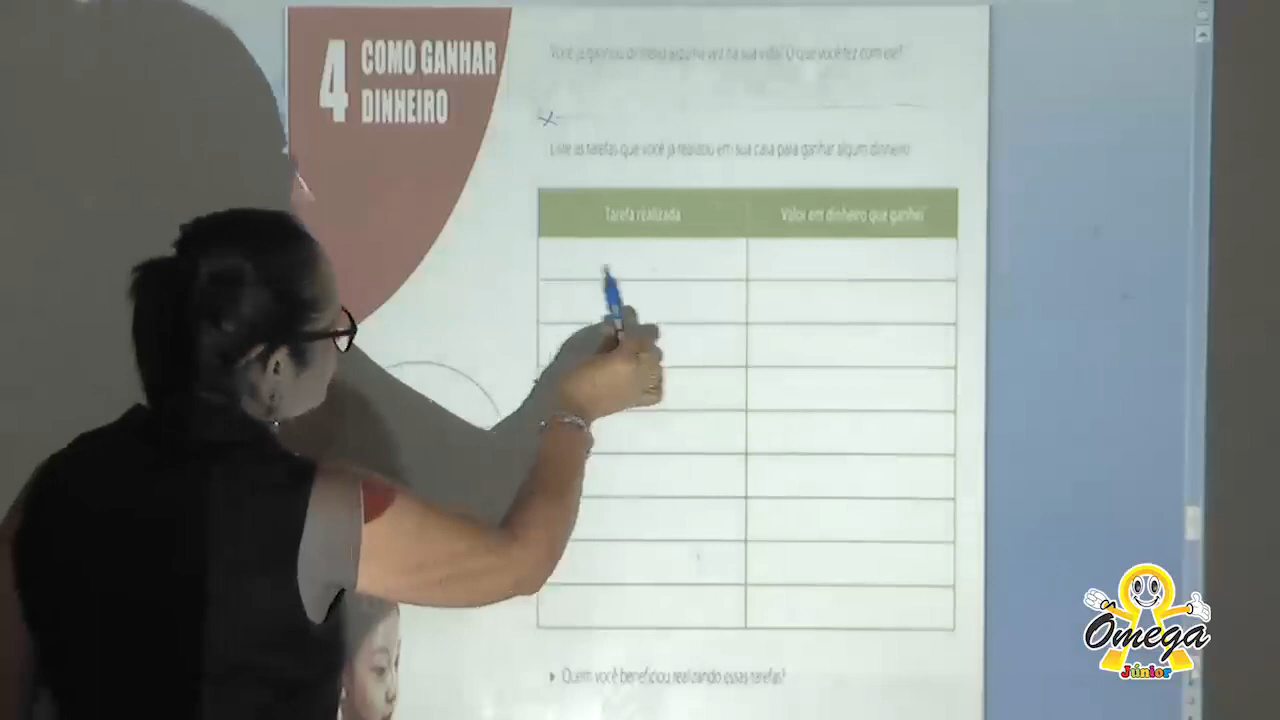 4 COMO GANHAR
DINHEIRO
Você já ganhou dinheiro alguma vez na sua vida? O que você fez com ele?
Liste as tarefas que você já realizou em sua casa para ganhar algum dinheiro
Tarefa realizada
Valor em dinheiro que ganhei
▸ Quem você beneficiou realizando essas tarefas?
Ômega
Júnior